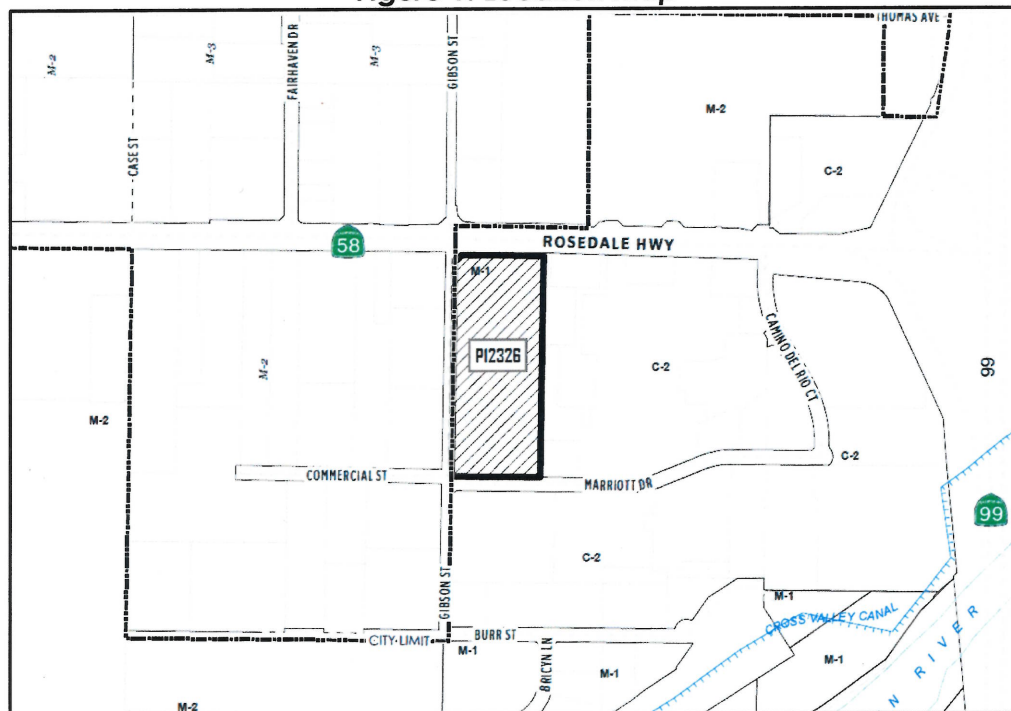 THOMAS AVE
M-2
M-3
M-3
FAIRHAVEN DR
GIBSON ST
CASE ST
M-2
C-2
58
ROSEDALE HWY
M-1
PI2326
M-2
C-2
CAMINO DEL RIO CT
99
M-2
C-2
COMMERCIAL ST
MARRIOTT DR
99
C-2
GIBSON ST
M-1
CROSS VALLEY CANAL
CITY LIMIT
BURR ST
M-1
BRICYN LN
M-1
M-1
N RIVER
M-2